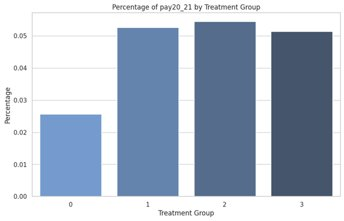 Percentage of pay20_21 by Treatment Group
0.05
0.04
0.03
0.02
0.01
0.00
Percentage
0 1 2 3
Treatment Group